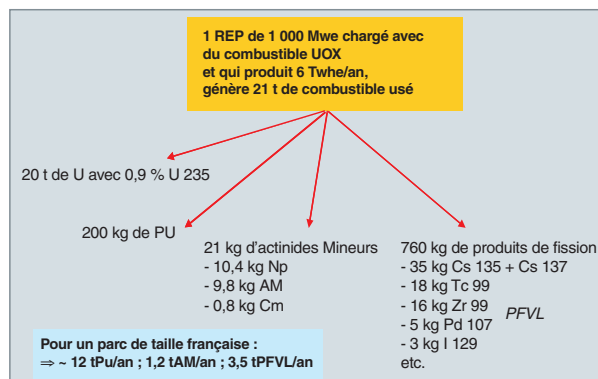 1 REP de 1 000 Mwe chargé avec
du combustible UOX
et qui produit 6 Twhe/an,
génère 21 t de combustible usé
20 t de U avec 0,9 % U 235
200 kg de PU
21 kg d'actinides Mineurs
- 10,4 kg Np
- 9,8 kg AM
- 0,8 kg Cm
760 kg de produits de fission
- 35 kg Cs 135 + Cs 137
- 18 kg Tc 99
- 16 kg Zr 99
- 5 kg Pd 107
- 3 kg I 129
etc.
PFVL
Pour un parc de taille française :
⇒ ~ 12 tPu/an ; 1,2 tAM/an ; 3,5 tPFVL/an